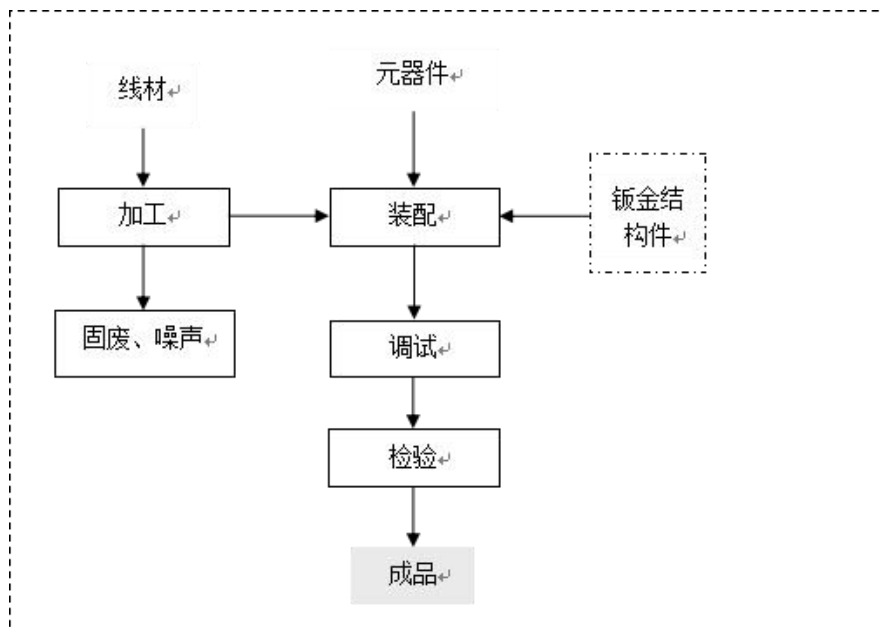 线材
元器件
加工
装配
钣金结
构件
固废、噪声
调试
检验
成品